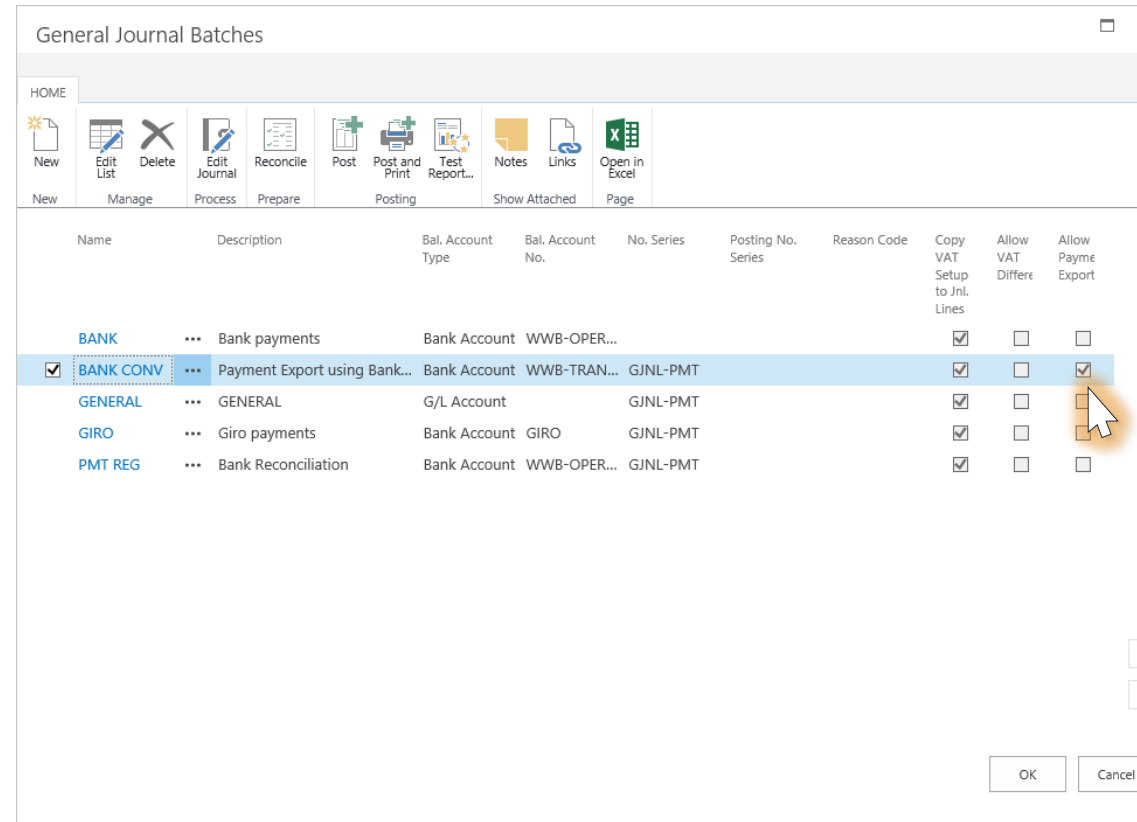 General Journal Batches
HOME
New
Edit List
Delete
Edit Journal
Reconcile
Post
Post and Print
Test Report...
Notes
Links
Open in Excel
New
Manage
Process
Prepare
Posting
Show Attached
Page
Name Description Bal. Account Type Bal. Account No. No. Series Posting No. Series Reason Code Copy VAT Setup to Jnl. Lines Allow VAT Differe Allow Payme Export
BANK ••• Bank payments Bank Account WWB-OPER...
BANK CONV ••• Payment Export using Bank... Bank Account WWB-TRAN... GJNL-PMT
GENERAL ••• GENERAL G/L Account GJNL-PMT
GIRO ••• Giro payments Bank Account GIRO GJNL-PMT
PMT REG ••• Bank Reconciliation Bank Account WWB-OPER... GJNL-PMT
OK Cancel